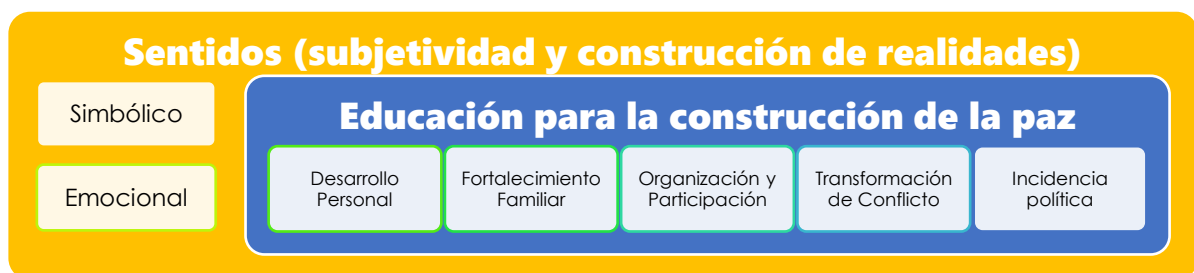 Sentidos (subjetividad y construcción de realidades)
Simbólico
Emocional
Educación para la construcción de la paz
Desarrollo
Personal
Fortalecimiento
Familiar
Organización y
Participación
Transformación
de Conflicto
Incidencia
política